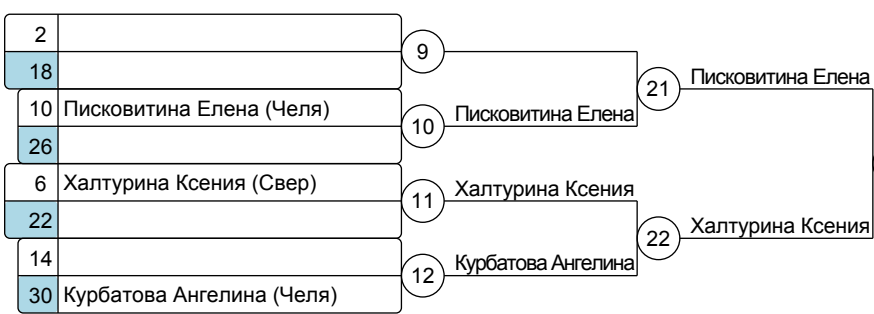 2
18
9
10 Писковитина Елена (Челя)
26
10
Писковитина Елена
21
Писковитина Елена
6 Халтурина Ксения (Свер)
22
11
Халтурина Ксения
14
30 Курбатова Ангелина (Челя)
12
Курбатова Ангелина
22
Халтурина Ксения